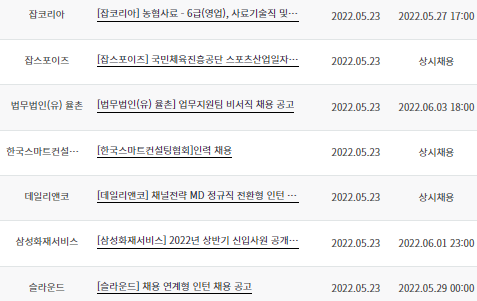 잡코리아 [잡코리아] 농협사료 - 6급(영업), 사료기술직 및⋯ 2022.05.23 2022.05.27 17:00
잡스포이즈 [잡스포이즈] 국민체육진흥공단 스포츠산업일자⋯ 2022.05.23 상시채용
법무법인(유) 율촌 [법무법인(유) 율촌] 업무지원팀 비서직 채용 공고 2022.05.23 2022.06.03 18:00
한국스마트컨설⋯ [한국스마트컨설팅협회]인력 채용 2022.05.23 상시채용
데일리앤코 [데일리앤코] 채널전략 MD 정규직 전환형 인턴 ⋯ 2022.05.23 상시채용
삼성화재서비스 [삼성화재서비스] 2022년 상반기 신입사원 공개⋯ 2022.05.23 2022.06.01 23:00
슬라운드 [슬라운드] 채용 연계형 인턴 채용 공고 2022.05.23 2022.05.29 00:00